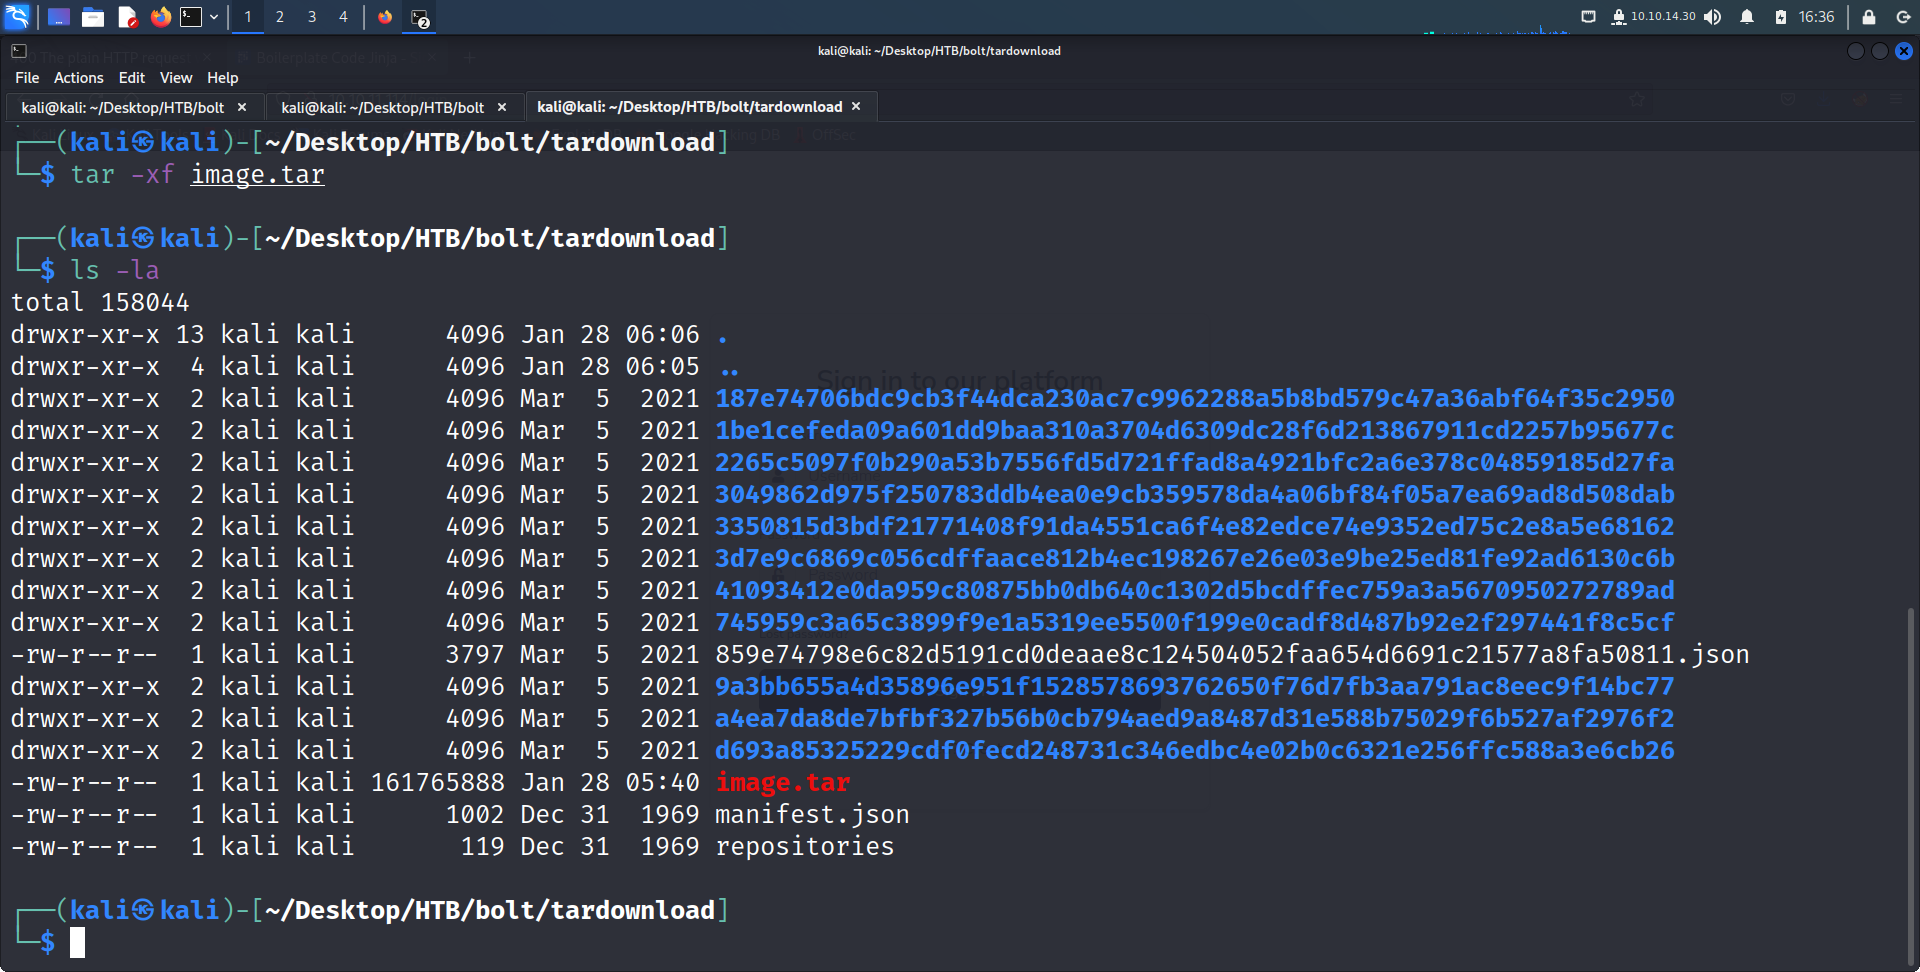 1 2 3 4 2 10.10.14.30 16:36
kali@kali: ~/Desktop/HTB/bolt/tardownload
File Actions Edit View Help
kali@kali: ~/Desktop/HTB/bolt × kali@kali: ~/Desktop/HTB/bolt × kali@kali: ~/Desktop/HTB/bolt/tardownload ×
┌──(kali㉿kali)-[~/Desktop/HTB/bolt/tardownload]
└─$ tar -xf image.tar
┌──(kali㉿kali)-[~/Desktop/HTB/bolt/tardownload]
└─$ ls -la
total 158044
drwxr-xr-x 13 kali kali      4096 Jan 28 06:06 .
drwxr-xr-x  4 kali kali      4096 Jan 28 06:05 ..
Sign in to our platform
drwxr-xr-x  2 kali kali      4096 Mar  5  2021 187e74706bdc9cb3f44dca230ac7c9962288a5b8bd579c47a36abf64f35c2950
drwxr-xr-x  2 kali kali      4096 Mar  5  2021 1be1cefeda09a601dd9baa310a3704d6309dc28f6d213867911cd2257b95677c
drwxr-xr-x  2 kali kali      4096 Mar  5  2021 2265c5097f0b290a53b7556fd5d721ffad8a4921bfc2a6e378c04859185d27fa
drwxr-xr-x  2 kali kali      4096 Mar  5  2021 3049862d975f250783ddb4ea0e9cb359578da4a06bf84f05a7ea69ad8d508dab
drwxr-xr-x  2 kali kali      4096 Mar  5  2021 3350815d3bdf21771408f91da4551ca6f4e82edce74e9352ed75c2e8a5e68162
drwxr-xr-x  2 kali kali      4096 Mar  5  2021 3d7e9c6869c056cdffaace812b4ec198267e26e03e9be25ed81fe92ad6130c6b
drwxr-xr-x  2 kali kali      4096 Mar  5  2021 41093412e0da959c80875bb0db640c1302d5bcdffec759a3a5670950272789ad
drwxr-xr-x  2 kali kali      4096 Mar  5  2021 745959c3a65c3899f9e1a5319ee5500f199e0cadf8d487b92e2f297441f8c5cf
-rw-r--r--  1 kali kali      3797 Mar  5  2021 859e74798e6c82d5191cd0deaae8c124504052faa654d6691c21577a8fa50811.json
drwxr-xr-x  2 kali kali      4096 Mar  5  2021 9a3bb655a4d35896e951f1528578693762650f76d7fb3aa791ac8eec9f14bc77
drwxr-xr-x  2 kali kali      4096 Mar  5  2021 a4ea7da8de7bfbf327b56b0cb794aed9a8487d31e588b75029f6b527af2976f2
drwxr-xr-x  2 kali kali      4096 Mar  5  2021 d693a85325229cdf0fecd248731c346edbc4e02b0c6321e256ffc588a3e6cb26
-rw-r--r--  1 kali kali 161765888 Jan 28 05:40 image.tar
-rw-r--r--  1 kali kali      1002 Dec 31  1969 manifest.json
-rw-r--r--  1 kali kali       119 Dec 31  1969 repositories
┌──(kali㉿kali)-[~/Desktop/HTB/bolt/tardownload]
└─$